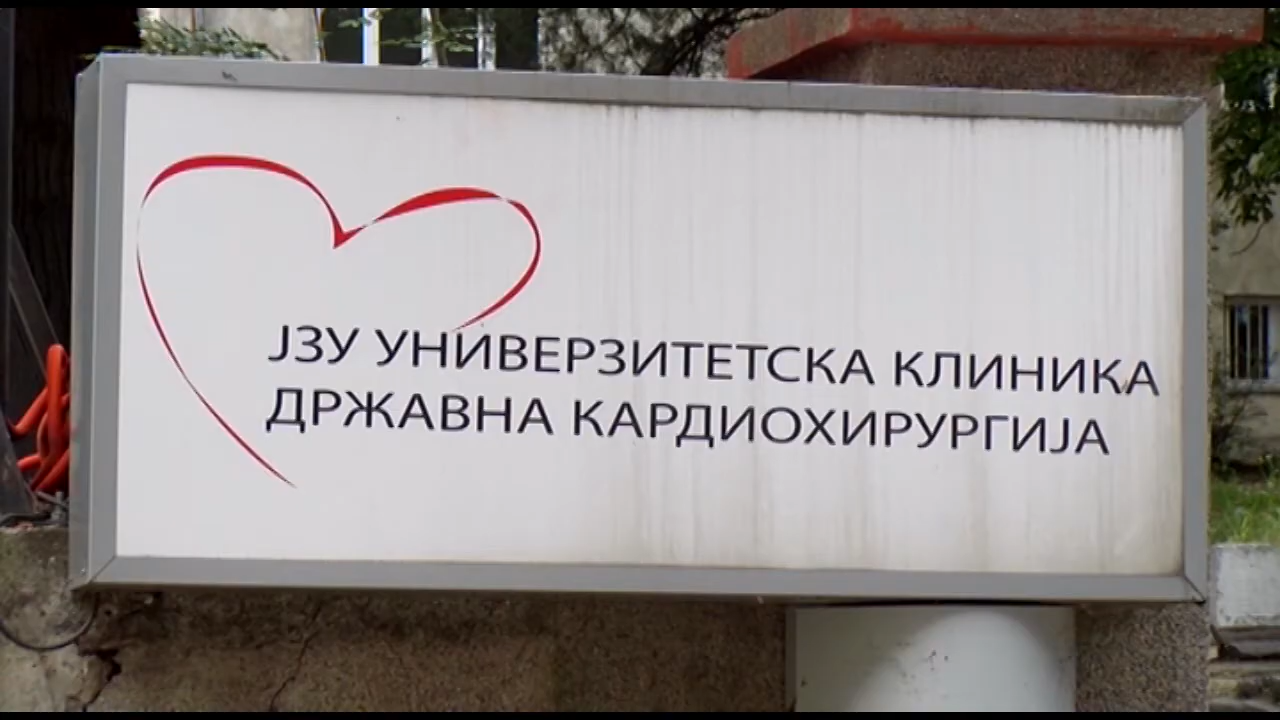 ЈЗУ УНИВЕРЗИТЕТСКА КЛИНИКА
ДРЖАВНА КАРДИОХИРУРГИЈА